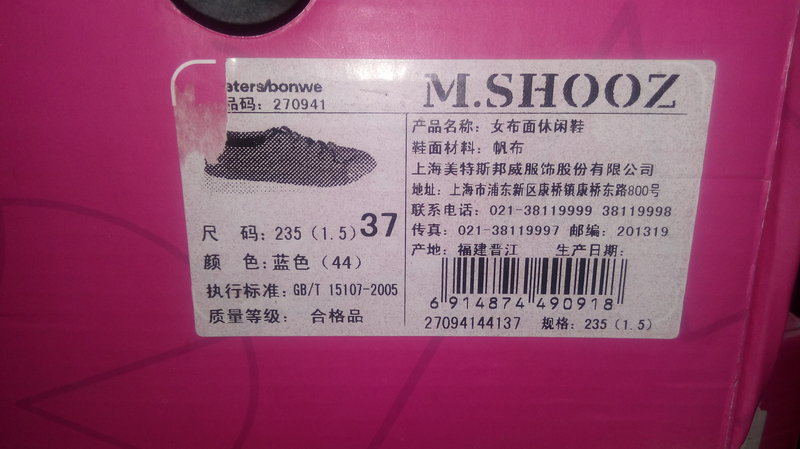 aters/bonwe
品码: 270941
尺 码: 235 (1.5) 37
颜 色: 蓝色 (44)
执行标准: GB/T 15107-2005
质量等级: 合格品
M.SHOOZ
产品名称: 女布面休闲鞋
鞋面材料: 帆布
上海美特斯邦威服饰股份有限公司
地址: 上海市浦东新区康桥镇康桥东路800号
联系电话: 021-38119999 38119998
传真: 021-38119997 邮编: 201319
产地: 福建晋江 生产日期:
6 914874 490918
27094144137 规格: 235 (1.5)